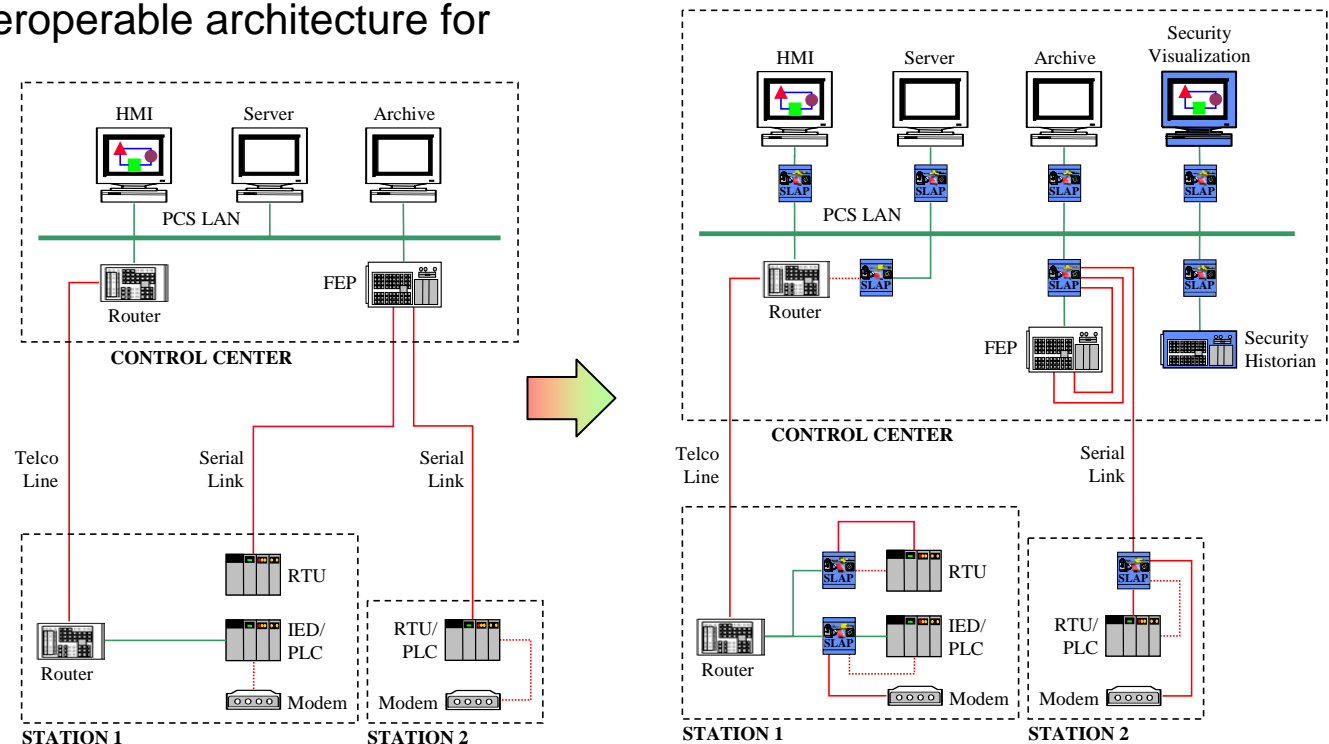 eroperable architecture for
HMI
Server
Archive
PCS LAN
FEP
Router
CONTROL CENTER
Telco
Line
Serial
Link
Serial
Link
RTU
IED/
PLC
Router
Modem
STATION 1
RTU/
PLC
Modem
STATION 2
HMI
Server
Archive
Security
Visualization
SLAP
SLAP
SLAP
SLAP
PCS LAN
Router
SLAP
SLAP
SLAP
FEP
Security
Historian
CONTROL CENTER
Telco
Line
Serial
Link
SLAP
RTU
SLAP
IED/
PLC
Router
Modem
STATION 1
SLAP
RTU/
PLC
Modem
STATION 2